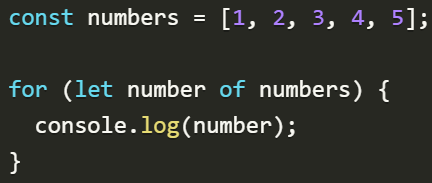 const numbers = [1, 2, 3, 4, 5];
for (let number of numbers) {
  console.log(number);
}